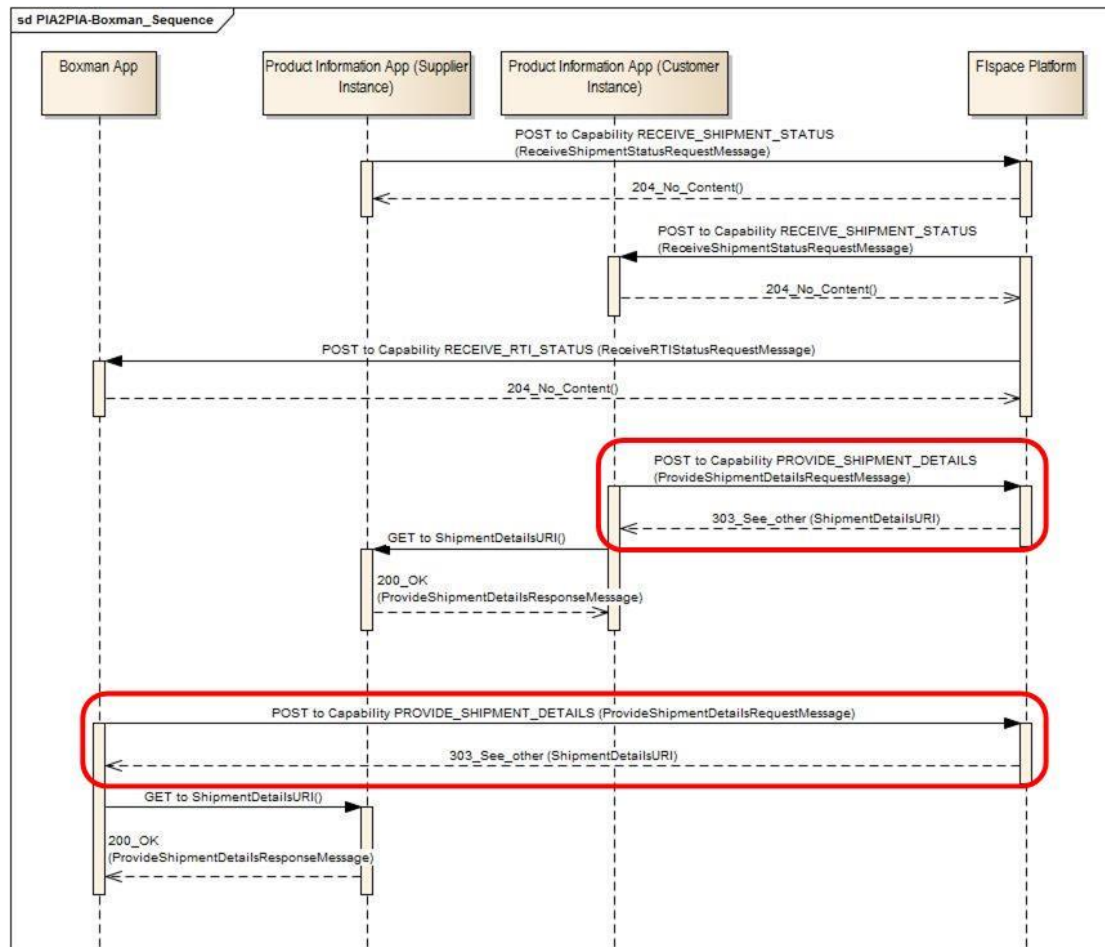 sd PIA2PIA-Boxman_Sequence
Boxman App
Product Information App (Supplier
Instance)
Product Information App (Customer
Instance)
FIspace Platform
POST to Capability RECEIVE_SHIPMENT_STATUS
(ReceiveShipmentStatusRequestMessage)
204_No_Content()
POST to Capability RECEIVE_SHIPMENT_STATUS
(ReceiveShipmentStatusRequestMessage)
204_No_Content()
POST to Capability RECEIVE_RTI_STATUS (ReceiveRTIStatusRequestMessage)
204_No_Content()
POST to Capability PROVIDE_SHIPMENT_DETAILS
(ProvideShipmentDetailsRequestMessage)
303_See_other (ShipmentDetailsURI)
GET to ShipmentDetailsURI()
200_OK
(ProvideShipmentDetailsResponseMessage)
POST to Capability PROVIDE_SHIPMENT_DETAILS (ProvideShipmentDetailsRequestMessage)
303_See_other (ShipmentDetailsURI)
GET to ShipmentDetailsURI()
200_OK
(ProvideShipmentDetailsResponseMessage)